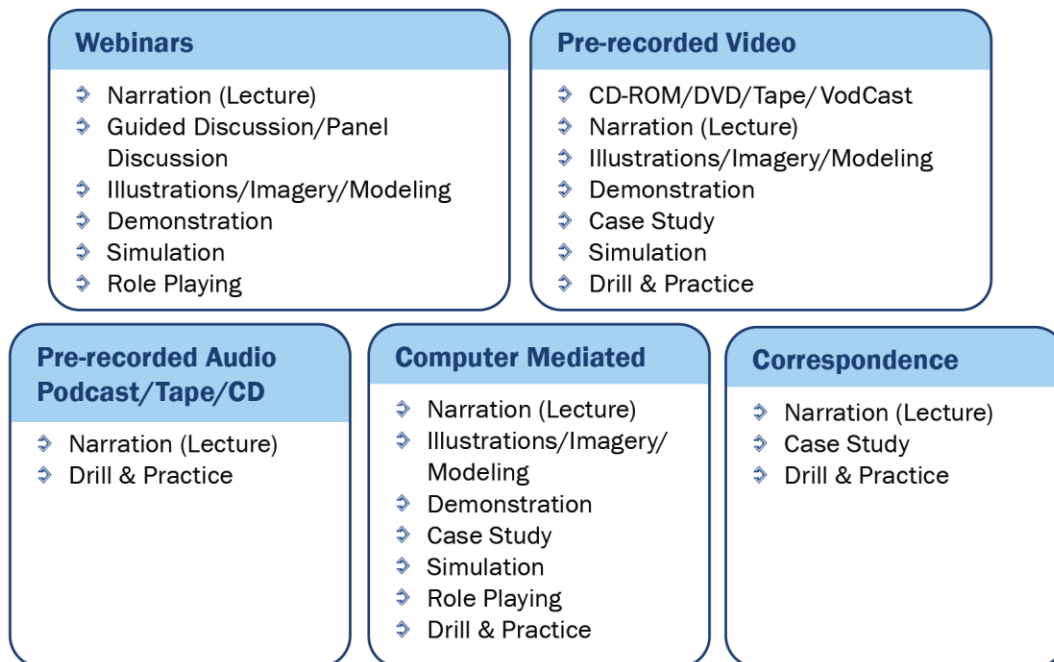 Webinars
Narration (Lecture)
Guided Discussion/Panel
Discussion
Illustrations/Imagery/Modeling
Demonstration
Simulation
Role Playing
Pre-recorded Video
CD-ROM/DVD/Tape/VodCast
Narration (Lecture)
Illustrations/Imagery/Modeling
Demonstration
Case Study
Simulation
Drill & Practice
Pre-recorded Audio
Podcast/Tape/CD
Narration (Lecture)
Drill & Practice
Computer Mediated
Narration (Lecture)
Illustrations/Imagery/
Modeling
Demonstration
Case Study
Simulation
Role Playing
Drill & Practice
Correspondence
Narration (Lecture)
Case Study
Drill & Practice